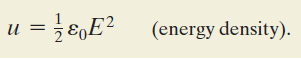 u = ½ ε₀E² (energy density).